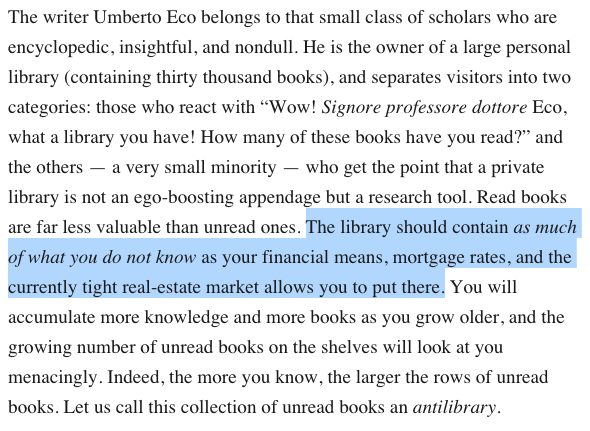 The writer Umberto Eco belongs to that small class of scholars who are
encyclopedic, insightful, and nondull. He is the owner of a large personal
library (containing thirty thousand books), and separates visitors into two
categories: those who react with “Wow! Signore professore dottore Eco,
what a library you have! How many of these books have you read?” and
the others — a very small minority — who get the point that a private
library is not an ego-boosting appendage but a research tool. Read books
are far less valuable than unread ones. The library should contain as much
of what you do not know as your financial means, mortgage rates, and the
currently tight real-estate market allows you to put there. You will
accumulate more knowledge and more books as you grow older, and the
growing number of unread books on the shelves will look at you
menacingly. Indeed, the more you know, the larger the rows of unread
books. Let us call this collection of unread books an antilibrary.